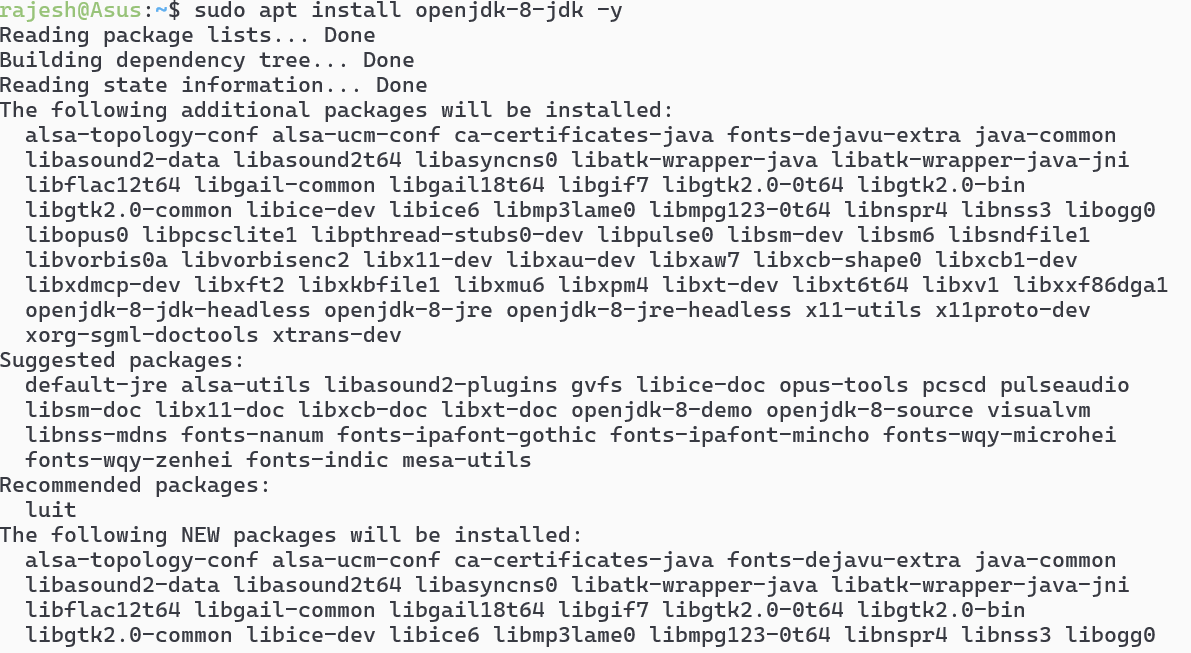 rajesh@Asus:~$ sudo apt install openjdk-8-jdk -y
Reading package lists... Done
Building dependency tree... Done
Reading state information... Done
The following additional packages will be installed:
  alsa-topology-conf alsa-ucm-conf ca-certificates-java fonts-dejavu-extra java-common
  libasound2-data libasound2t64 libasyncns0 libatk-wrapper-java libatk-wrapper-java-jni
  libflac12t64 libgail-common libgail18t64 libgif7 libgtk2.0-0t64 libgtk2.0-bin
  libgtk2.0-common libice-dev libice6 libmp3lame0 libmpg123-0t64 libnspr4 libnss3 libogg0
  libopus0 libpcsclite1 libpthread-stubs0-dev libpulse0 libsm-dev libsm6 libsndfile1
  libvorbis0a libvorbisenc2 libx11-dev libxau-dev libxaw7 libxcb-shape0 libxcb1-dev
  libxdmcp-dev libxft2 libxkbfile1 libxmu6 libxpm4 libxt-dev libxt6t64 libxv1 libxxf86dga1
  openjdk-8-jdk-headless openjdk-8-jre openjdk-8-jre-headless x11-utils x11proto-dev
  xorg-sgml-doctools xtrans-dev
Suggested packages:
  default-jre alsa-utils libasound2-plugins gvfs libice-doc opus-tools pcscd pulseaudio
  libsm-doc libx11-doc libxcb-doc libxt-doc openjdk-8-demo openjdk-8-source visualvm
  libnss-mdns fonts-nanum fonts-ipafont-gothic fonts-ipafont-mincho fonts-wqy-microhei
  fonts-wqy-zenhei fonts-indic mesa-utils
Recommended packages:
  luit
The following NEW packages will be installed:
  alsa-topology-conf alsa-ucm-conf ca-certificates-java fonts-dejavu-extra java-common
  libasound2-data libasound2t64 libasyncns0 libatk-wrapper-java libatk-wrapper-java-jni
  libflac12t64 libgail-common libgail18t64 libgif7 libgtk2.0-0t64 libgtk2.0-bin
  libgtk2.0-common libice-dev libice6 libmp3lame0 libmpg123-0t64 libnspr4 libnss3 libogg0